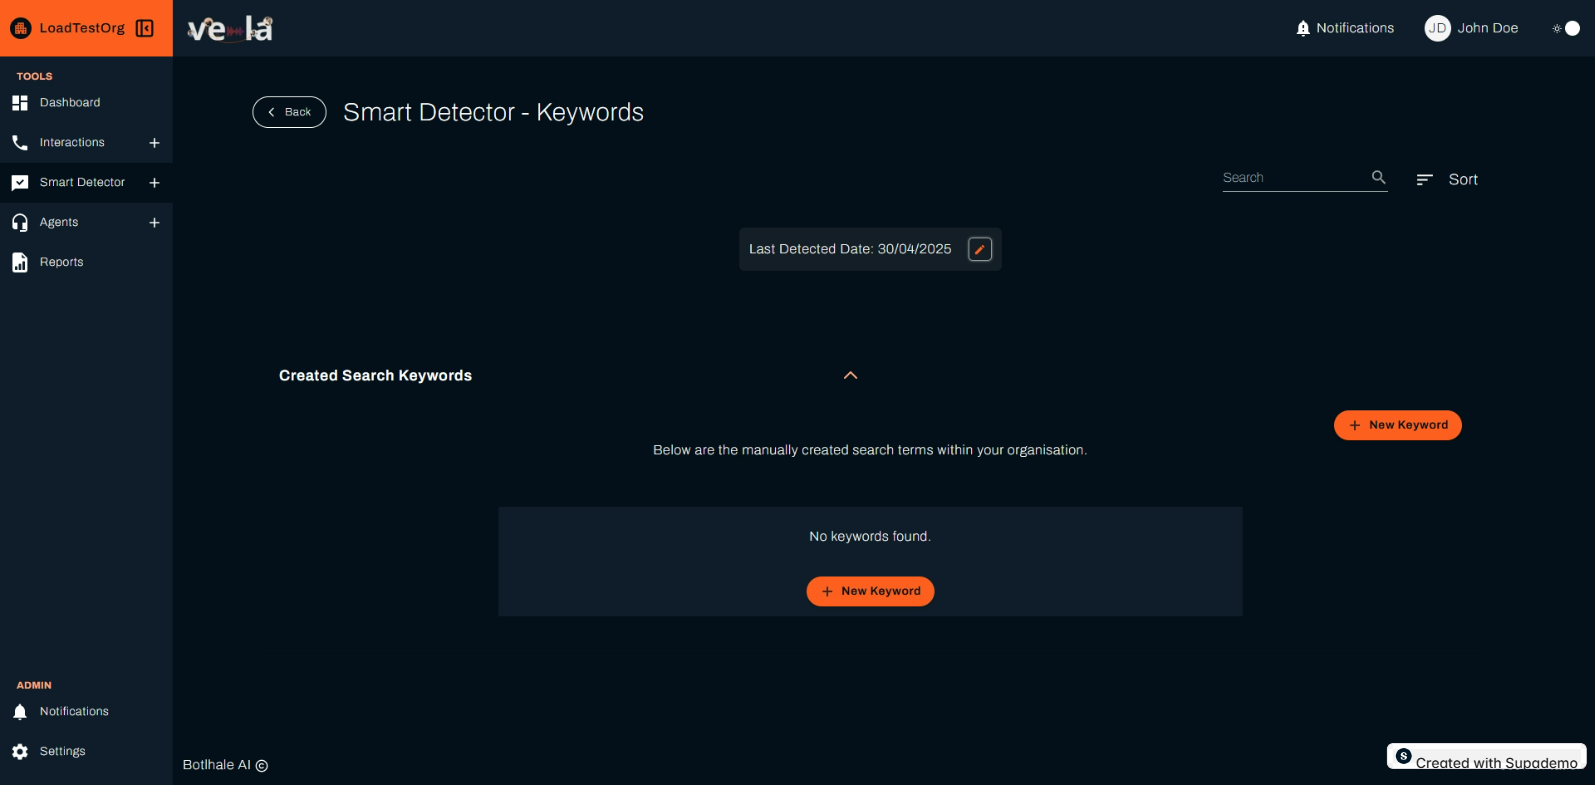 LoadTestOrg
vela
Notifications
JD John Doe
TOOLS
Dashboard
Interactions
Smart Detector
Agents
Reports
Back
Smart Detector - Keywords
Search
Sort
Last Detected Date: 30/04/2025
Created Search Keywords
New Keyword
Below are the manually created search terms within your organisation.
No keywords found.
New Keyword
ADMIN
Notifications
Settings
Botlhale AI ©
S Created with Supademo